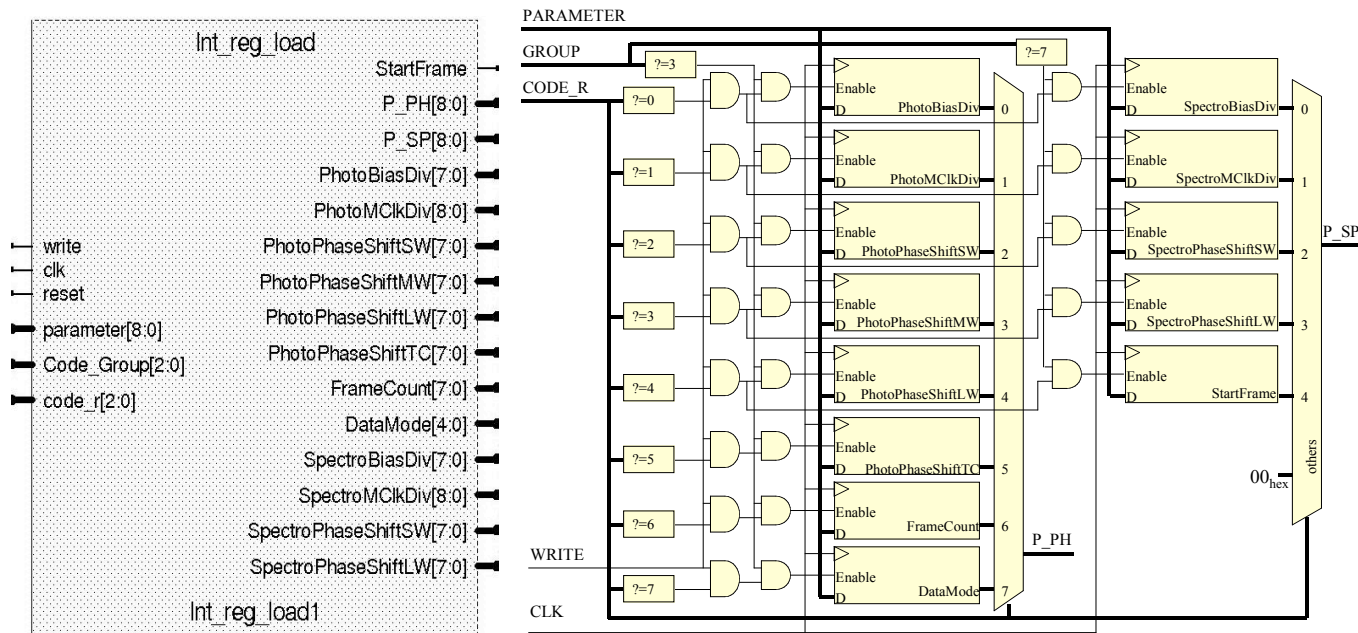 Int_reg_load
StartFrame
P_PH[8:0]
P_SP[8:0]
PhotoBiasDiv[7:0]
PhotoMClkDiv[8:0]
write
PhotoPhaseShiftSW[7:0]
clk
PhotoPhaseShiftMW[7:0]
reset
PhotoPhaseShiftLW[7:0]
parameter[8:0]
PhotoPhaseShiftTC[7:0]
Code_Group[2:0]
FrameCount[7:0]
code_r[2:0]
DataMode[4:0]
SpectroBiasDiv[7:0]
SpectroMClkDiv[8:0]
SpectroPhaseShiftSW[7:0]
SpectroPhaseShiftLW[7:0]
Int_reg_load1
PARAMETER
GROUP
CODE_R
?=3
?=7
?=0
?=1
?=2
?=3
?=4
?=5
?=6
?=7
WRITE
CLK
Enable
D PhotoBiasDiv 0
Enable
D PhotoMClkDiv 1
Enable
D PhotoPhaseShiftSW 2
Enable
D PhotoPhaseShiftMW 3
Enable
D PhotoPhaseShiftLW 4
Enable
D PhotoPhaseShiftTC 5
Enable
D FrameCount 6
Enable
D DataMode 7
P_PH
Enable
D SpectroBiasDiv 0
Enable
D SpectroMClkDiv 1
Enable
D SpectroPhaseShiftSW 2
Enable
D SpectroPhaseShiftLW 3
Enable
D StartFrame 4
others
00hex
P_SP